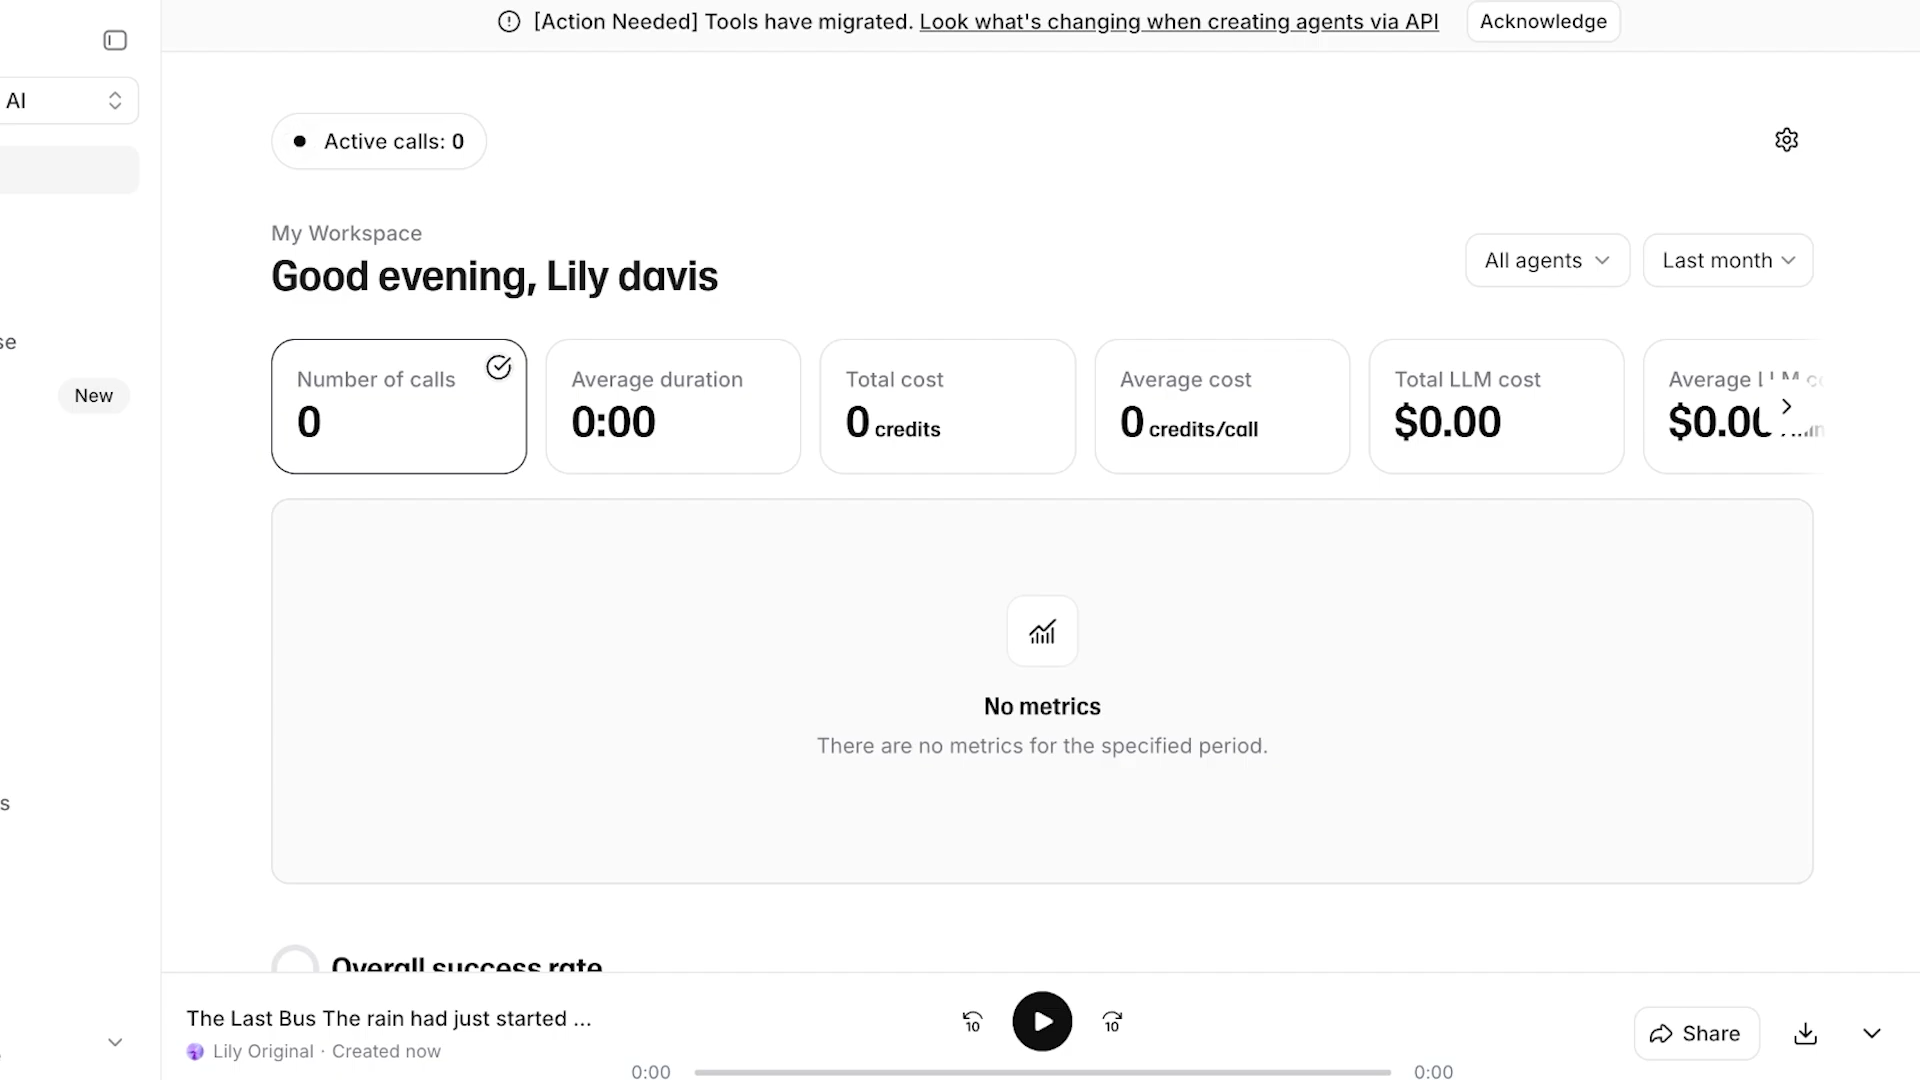 [Action Needed] Tools have migrated. Look what's changing when creating agents via API
Acknowledge
AI
Active calls: 0
My Workspace
Good evening, Lily davis
All agents
Last month
se
New
Number of calls
0
Average duration
0:00
Total cost
0 credits
Average cost
0 credits/call
Total LLM cost
$0.00
Average
$0.00
No metrics
There are no metrics for the specified period.
s
Overall success rate
The Last Bus The rain had just started ...
Lily Original · Created now
10
10
0:00
0:00
Share